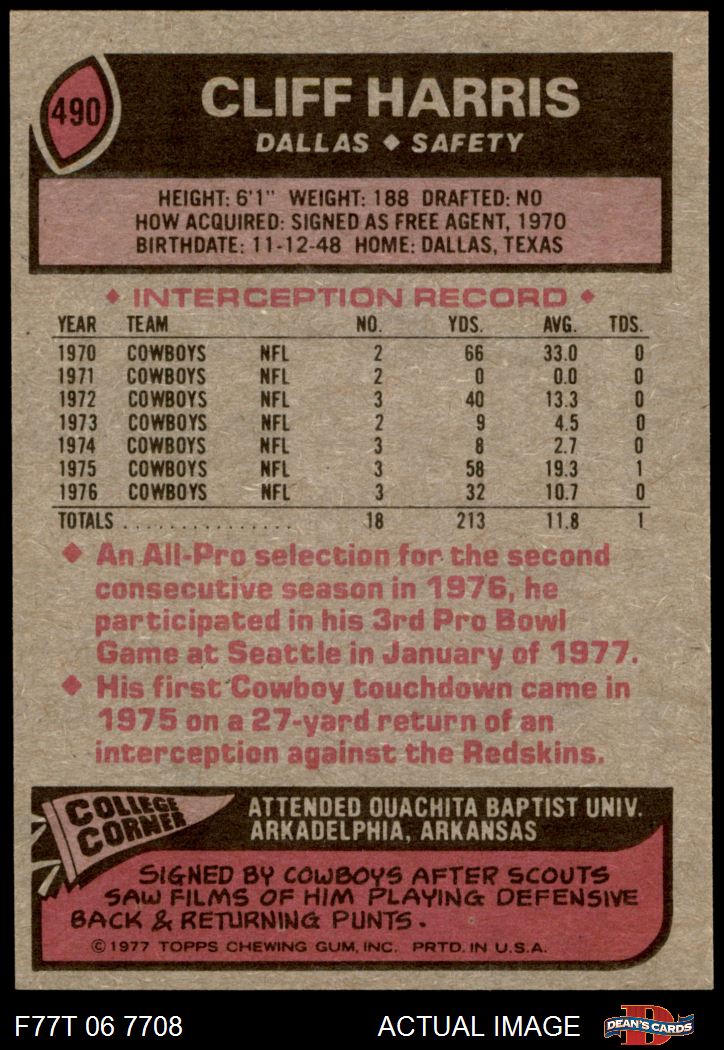 490
CLIFF HARRIS
DALLAS ◆ SAFETY
HEIGHT: 6'1" WEIGHT: 188 DRAFTED: NO
HOW ACQUIRED: SIGNED AS FREE AGENT, 1970
BIRTHDATE: 11-12-48 HOME: DALLAS, TEXAS
◆ INTERCEPTION RECORD ◆
YEAR TEAM NO. YDS. AVG. TDS.
1970 COWBOYS NFL 2 66 33.0 0
1971 COWBOYS NFL 2 0 0.0 0
1972 COWBOYS NFL 3 40 13.3 0
1973 COWBOYS NFL 2 9 4.5 0
1974 COWBOYS NFL 3 8 2.7 0
1975 COWBOYS NFL 3 58 19.3 1
1976 COWBOYS NFL 3 32 10.7 0
TOTALS ................ 18 213 11.8 1
◆ An All-Pro selection for the second
consecutive season in 1976, he
participated in his 3rd Pro Bowl
Game at Seattle in January of 1977.
◆ His first Cowboy touchdown came in
1975 on a 27-yard return of an
interception against the Redskins.
COLLEGE
CORNER
ATTENDED OUACHITA BAPTIST UNIV.
ARKADELPHIA, ARKANSAS
SIGNED BY COWBOYS AFTER SCOUTS
SAW FILMS OF HIM PLAYING DEFENSIVE
BACK & RETURNING PUNTS.
© 1977 TOPPS CHEWING GUM, INC. PRTD. IN U.S.A.
F77T 06 7708
ACTUAL IMAGE
D
DEAN'S CARDS